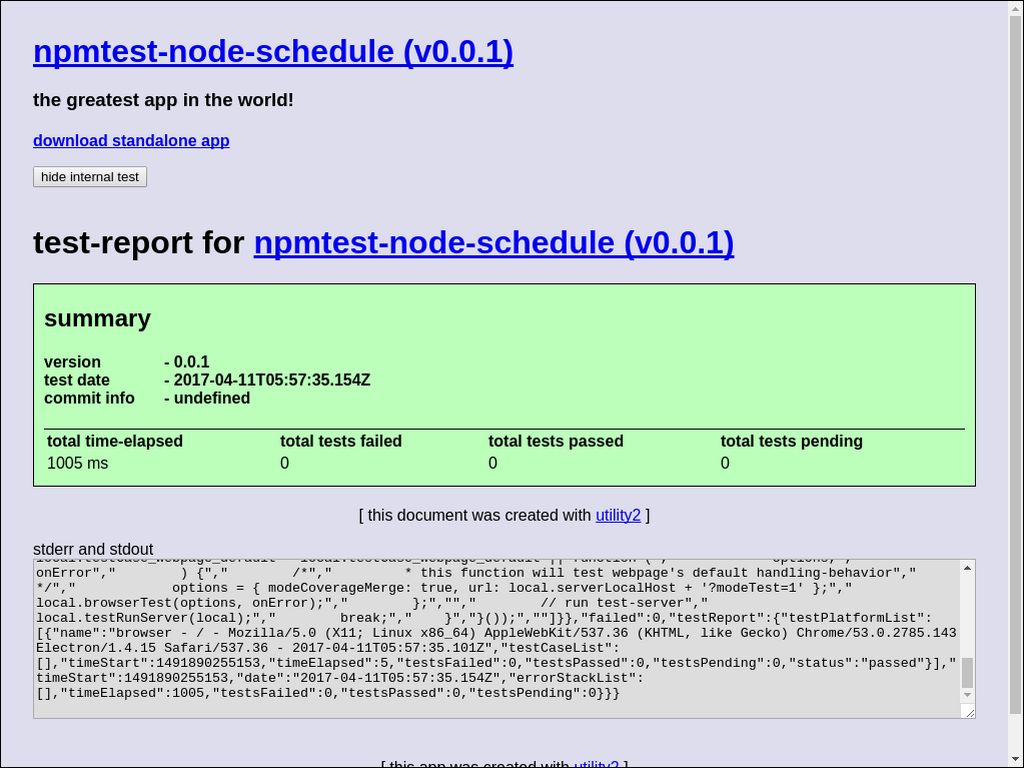 npmtest-node-schedule (v0.0.1)
the greatest app in the world!
download standalone app
hide internal test
test-report for npmtest-node-schedule (v0.0.1)
summary
version - 0.0.1
test date - 2017-04-11T05:57:35.154Z
commit info - undefined
total time-elapsed total tests failed total tests passed total tests pending
1005 ms 0 0 0
[ this document was created with utility2 ]
stderr and stdout
local.testCase_webpage_default = local.testCase_webpage_default || function (","            options,","
onError","        ) {","        /*","         * this function will test webpage's default handling-behavior","
*/","            options = { modeCoverageMerge: true, url: local.serverLocalHost + '?modeTest=1' };","
local.browserTest(options, onError);","        };","","        // run test-server","
local.testRunServer(local);","        break;","    }","}());",""]}},"failed":0,"testReport":{"testPlatformList":
[{"name":"browser - / - Mozilla/5.0 (X11; Linux x86_64) AppleWebKit/537.36 (KHTML, like Gecko) Chrome/53.0.2785.143
Electron/1.4.15 Safari/537.36 - 2017-04-11T05:57:35.101Z","testCaseList":
[],"timeStart":1491890255153,"timeElapsed":5,"testsFailed":0,"testsPassed":0,"testsPending":0,"status":"passed"}],"
timeStart":1491890255153,"date":"2017-04-11T05:57:35.154Z","errorStackList":
[],"timeElapsed":1005,"testsFailed":0,"testsPassed":0,"testsPending":0}}}
[ this app was created with utility2 ]